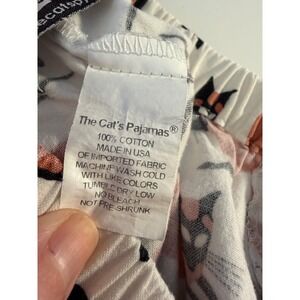 ecatsp
The Cat's Pajamas®
100% COTTON
MADE IN USA
OF IMPORTED FABRIC
MACHINE WASH COLD
WITH LIKE COLORS
TUMBLE DRY LOW
NO BLEACH
NOT PRE-SHRUNK